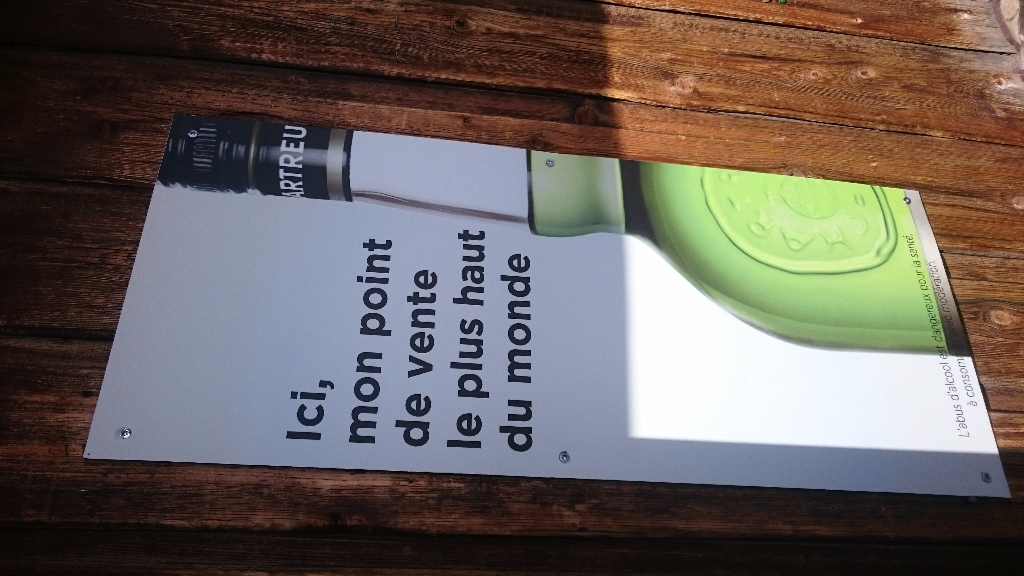 ARTREU
Ici,
mon point
de vente
le plus haut
du monde
L'abus d'alcool est dangereux pour la santé,
à consommer avec modération.